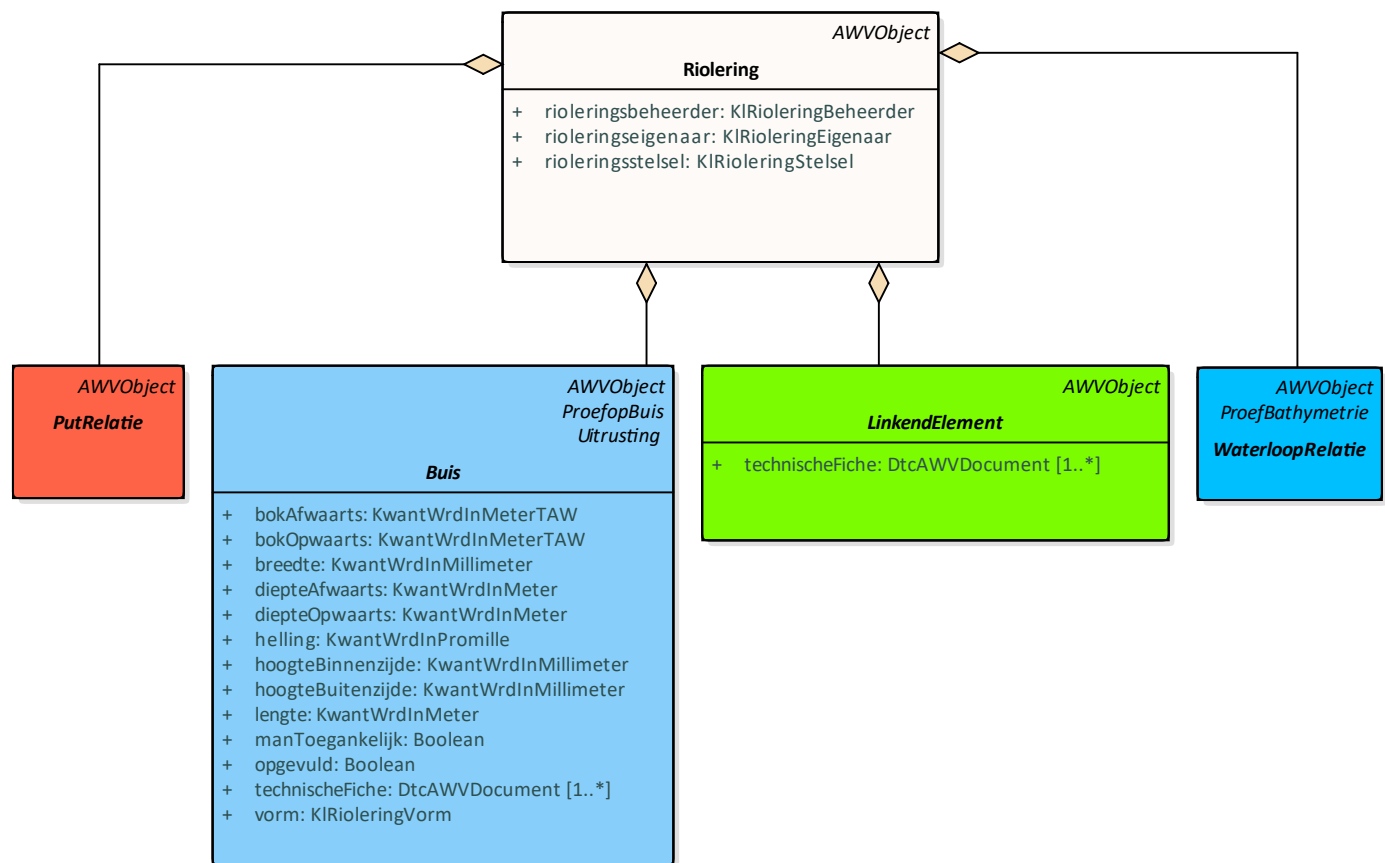 AWVObject
Riolering
+ rioleringsbeheerder: KlRioleringBeheerder
+ rioleringseigenaar: KlRioleringEigenaar
+ rioleringsstelsel: KlRioleringStelsel
AWVObject
PutRelatie
AWVObject
ProefopBuis
Uitrusting
Buis
+ bokAfwaarts: KwantWrdInMeterTAW
+ bokOpwaarts: KwantWrdInMeterTAW
+ breedte: KwantWrdInMillimeter
+ diepteAfwaarts: KwantWrdInMeter
+ diepteOpwaarts: KwantWrdInMeter
+ helling: KwantWrdInPromille
+ hoogteBinnenzijde: KwantWrdInMillimeter
+ hoogteBuitenzijde: KwantWrdInMillimeter
+ lengte: KwantWrdInMeter
+ manToegankelijk: Boolean
+ opgevuld: Boolean
+ technischeFiche: DtcAWVDocument [1..*]
+ vorm: KlRioleringVorm
AWVObject
LinkendElement
+ technischeFiche: DtcAWVDocument [1..*]
AWVObject
ProefBathymetrie
WaterloopRelatie